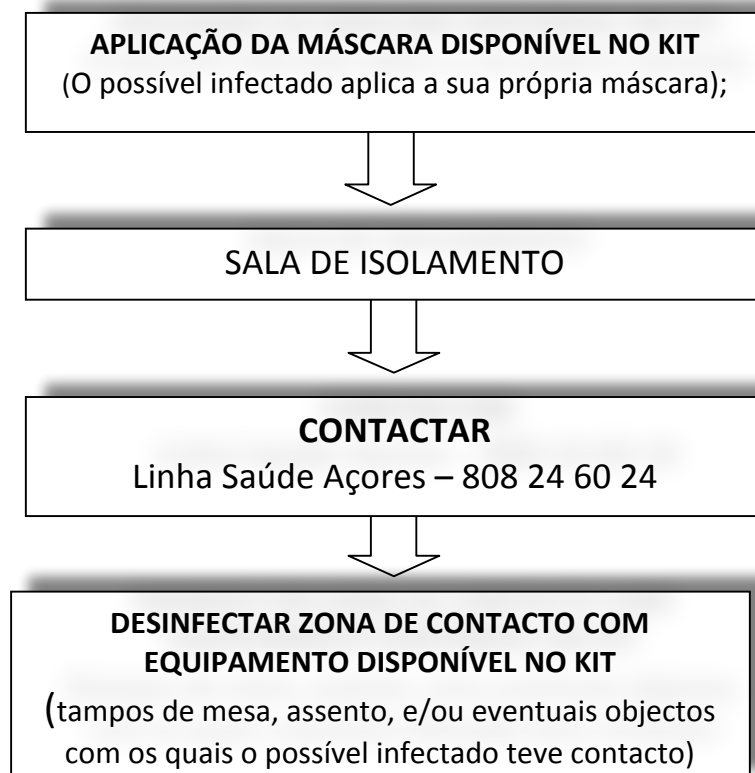 APLICAÇÃO DA MÁSCARA DISPONÍVEL NO KIT
(O possível infectado aplica a sua própria máscara);
SALA DE ISOLAMENTO
CONTACTAR
Linha Saúde Açores – 808 24 60 24
DESINFECTAR ZONA DE CONTACTO COM
EQUIPAMENTO DISPONÍVEL NO KIT
(tampos de mesa, assento, e/ou eventuais objectos
com os quais o possível infectado teve contacto)